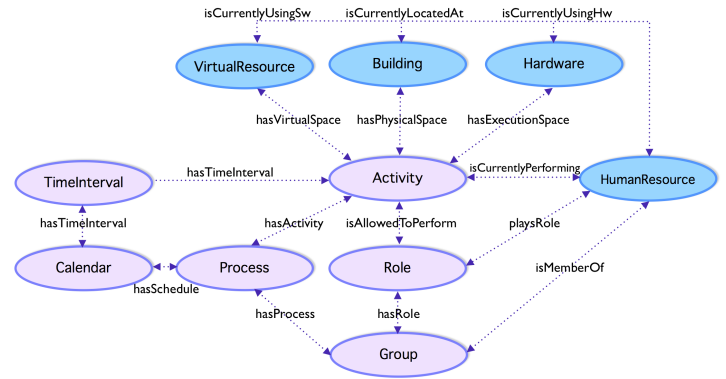 isCurrentlyUsingSw isCurrentlyLocatedAt isCurrentlyUsingHw
VirtualResource Building Hardware
hasVirtualSpace hasPhysicalSpace hasExecutionSpace
hasTimeInterval isCurrentlyPerforming
TimeInterval Activity HumanResource
hasTimeInterval hasActivity isAllowedToPerform playsRole
Calendar Process Role isMemberOf
hasSchedule
hasProcess hasRole
Group